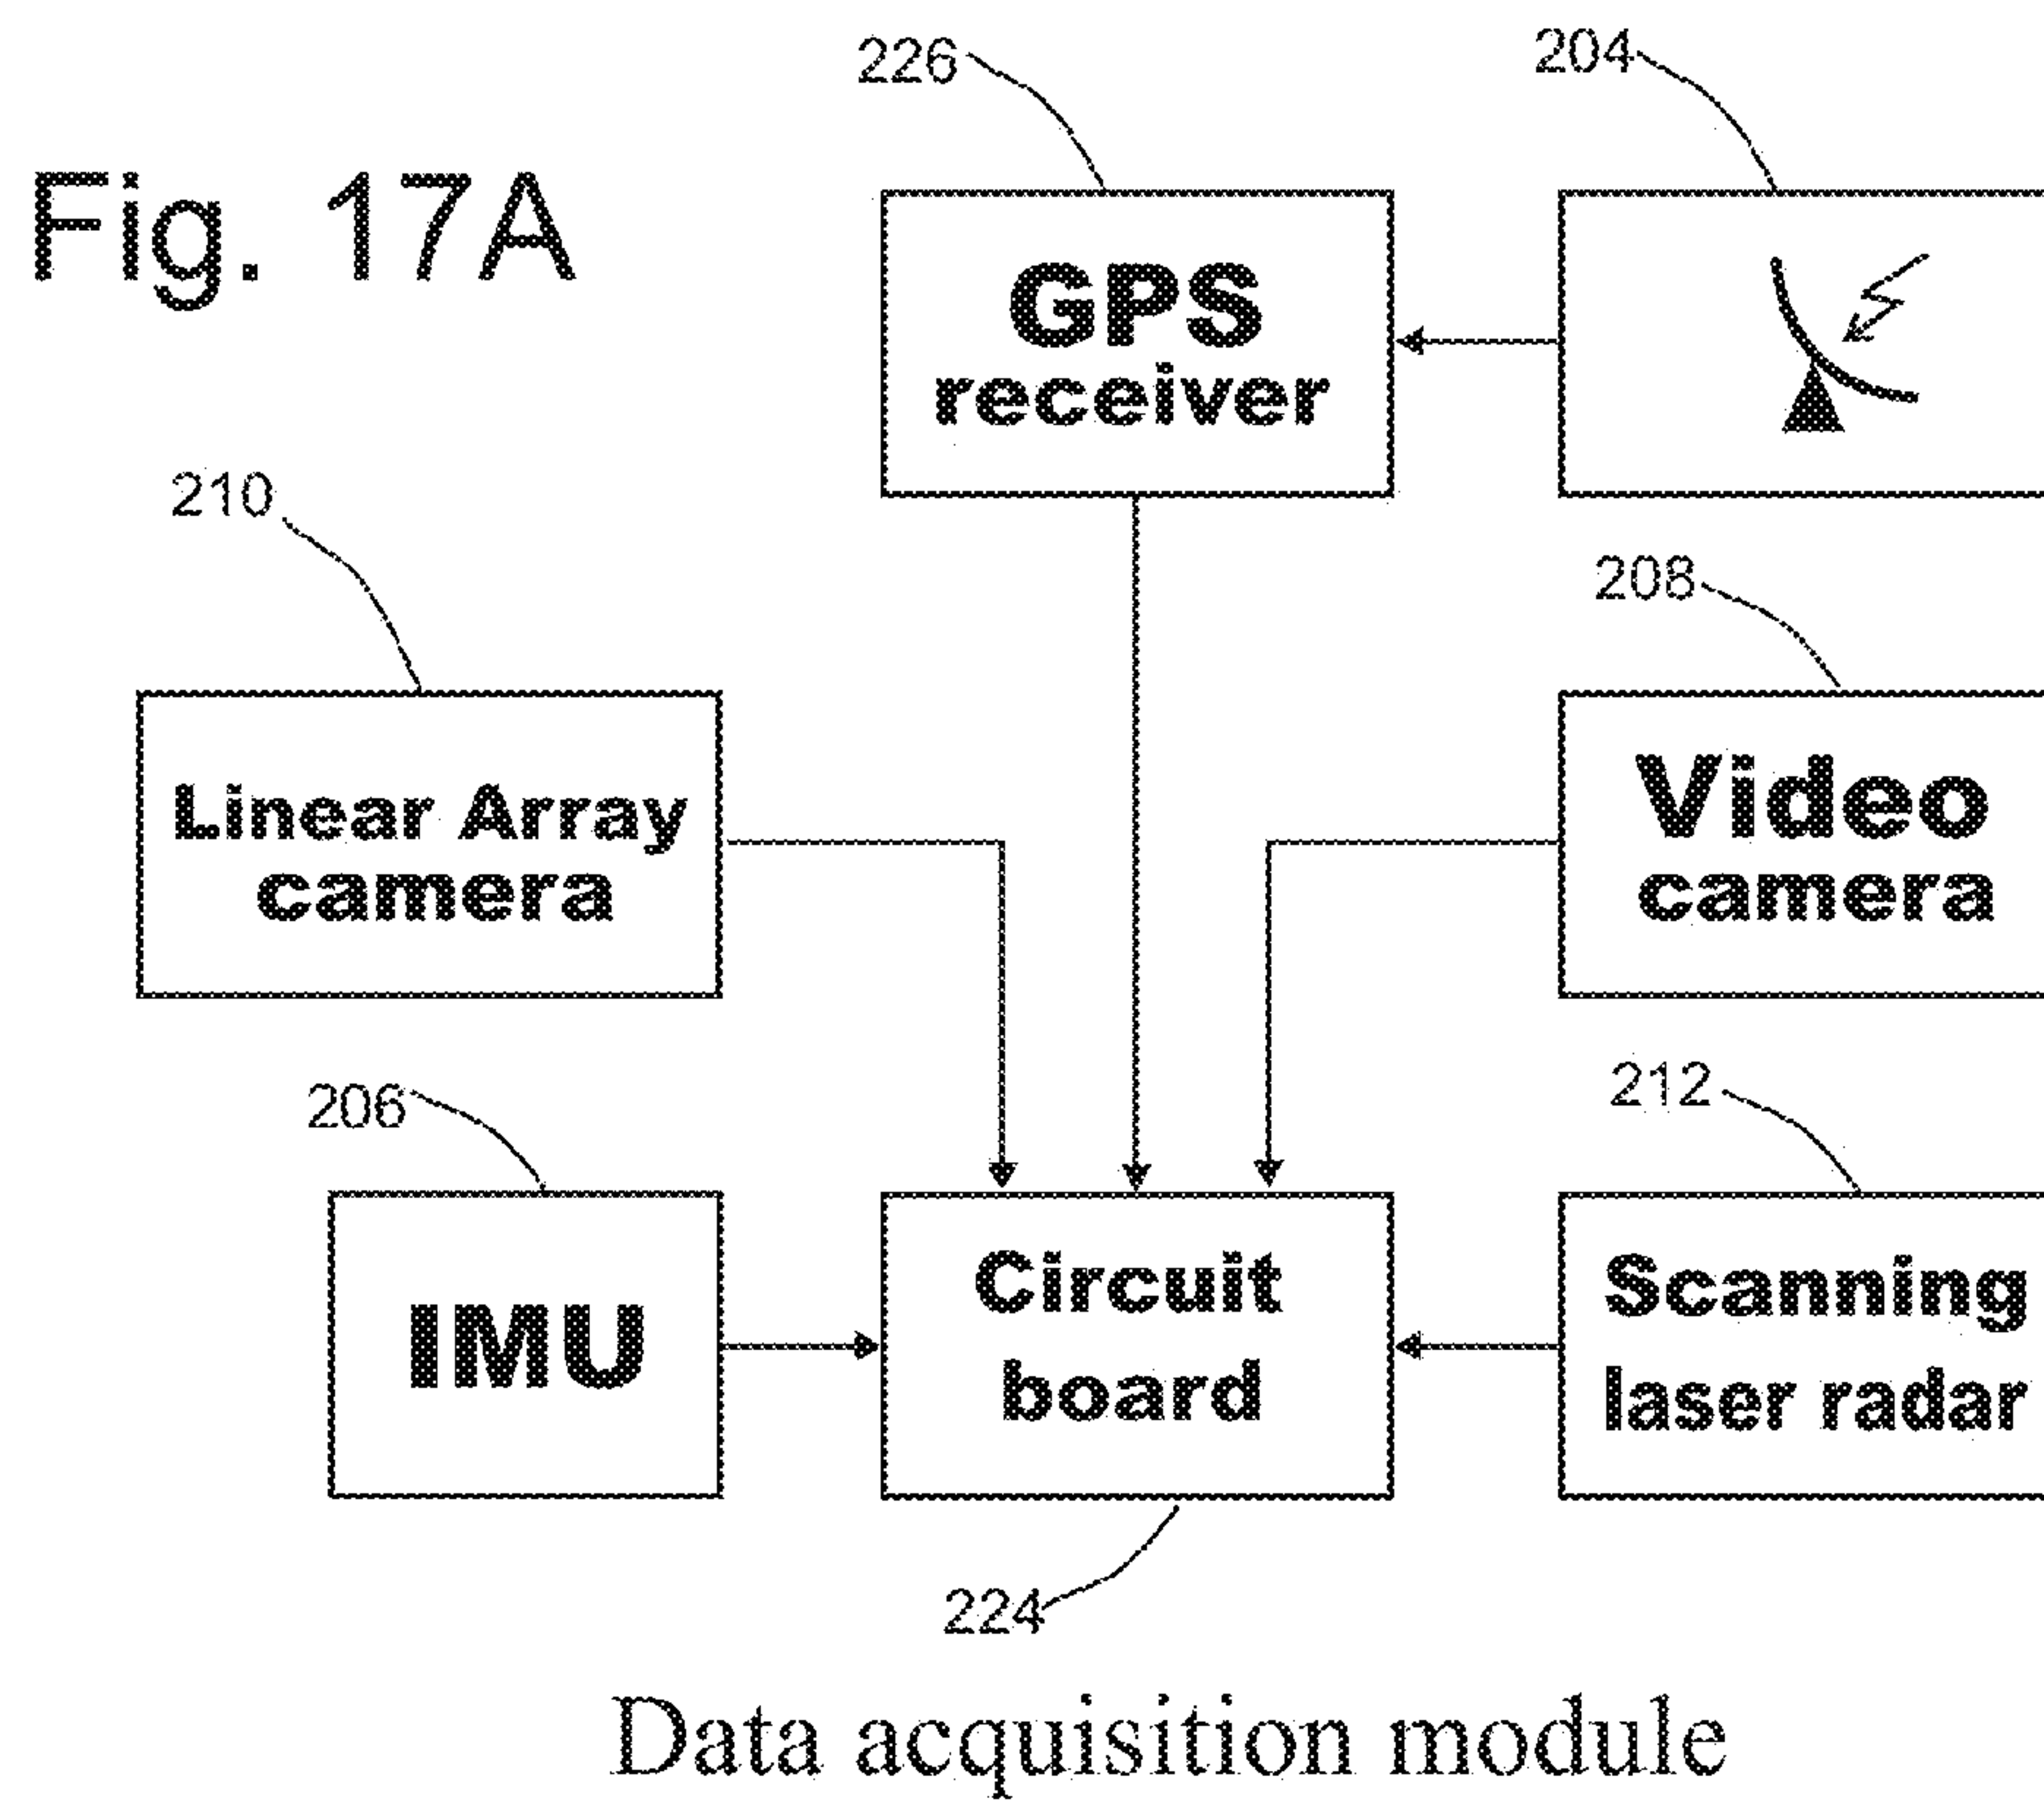 226
204
Fig. 17A
GPS
receiver
210
208
Linear Array
camera
Video
camera
206
212
IMU
Circuit
board
Scanning
laser radar
224
Data acquisition module